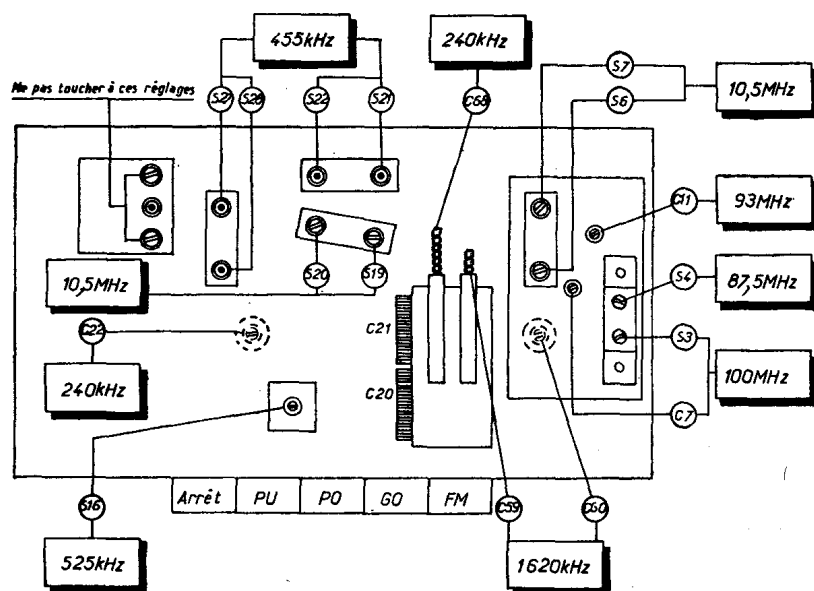 455kHz
240kHz
S7
10,5MHz
Ne pas toucher à ces réglages
S27
S28
S22
S21
C68
S6
C11
93MHz
10,5MHz
S20
S19
S4
87,5MHz
C22
C21
S3
240kHz
C20
100MHz
C7
Arrêt
PU
PO
GO
FM
S16
C59
C60
525kHz
1620kHz